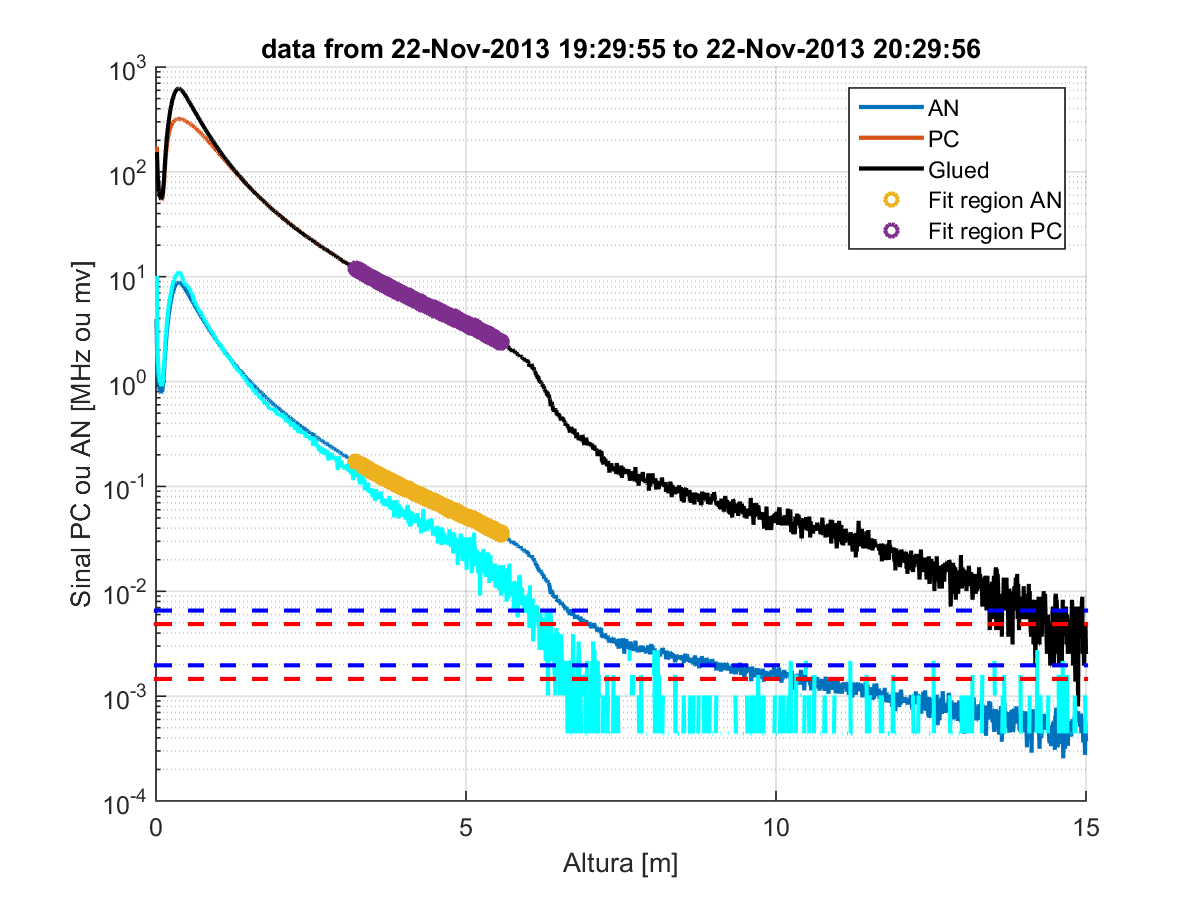 data from 22-Nov-2013 19:29:55 to 22-Nov-2013 20:29:56
AN
PC
Glued
Fit region AN
Fit region PC
Sinal PC ou AN [MHz ou mv]
10^3
10^2
10^1
10^0
10^-1
10^-2
10^-3
10^-4
0 5 10 15
Altura [m]